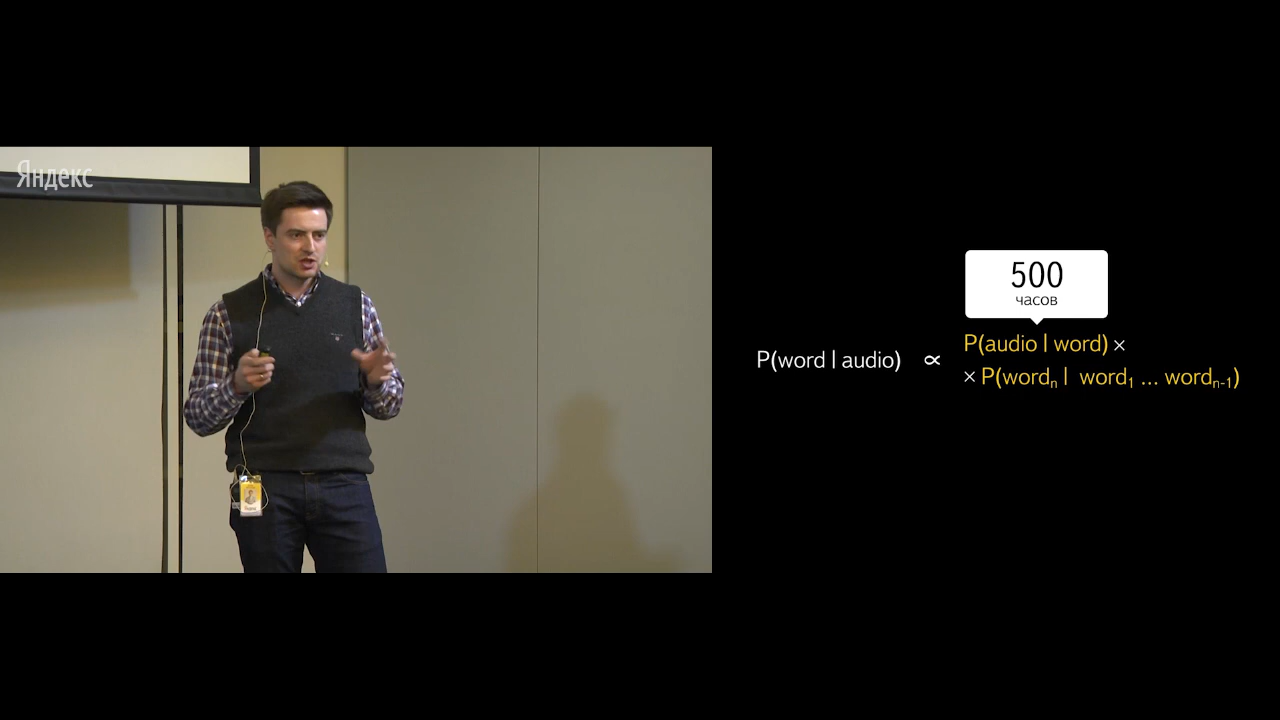 Яндекс
500
часов
P(word | audio) ∝ P(audio | word) ×
× P(wordₙ | word₁ ... wordₙ₋₁)